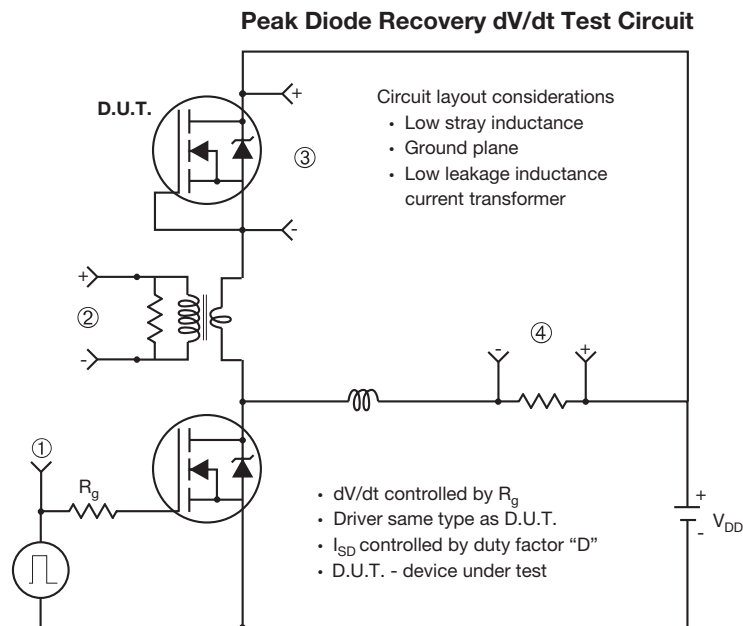 Peak Diode Recovery dV/dt Test Circuit
D.U.T.
+
Circuit layout considerations
• Low stray inductance
③
• Ground plane
• Low leakage inductance
current transformer
-
+
②
-
④
- +
①
Rg
• dV/dt controlled by Rg
+
• Driver same type as D.U.T.
VDD
• ISD controlled by duty factor “D”
-
• D.U.T. - device under test